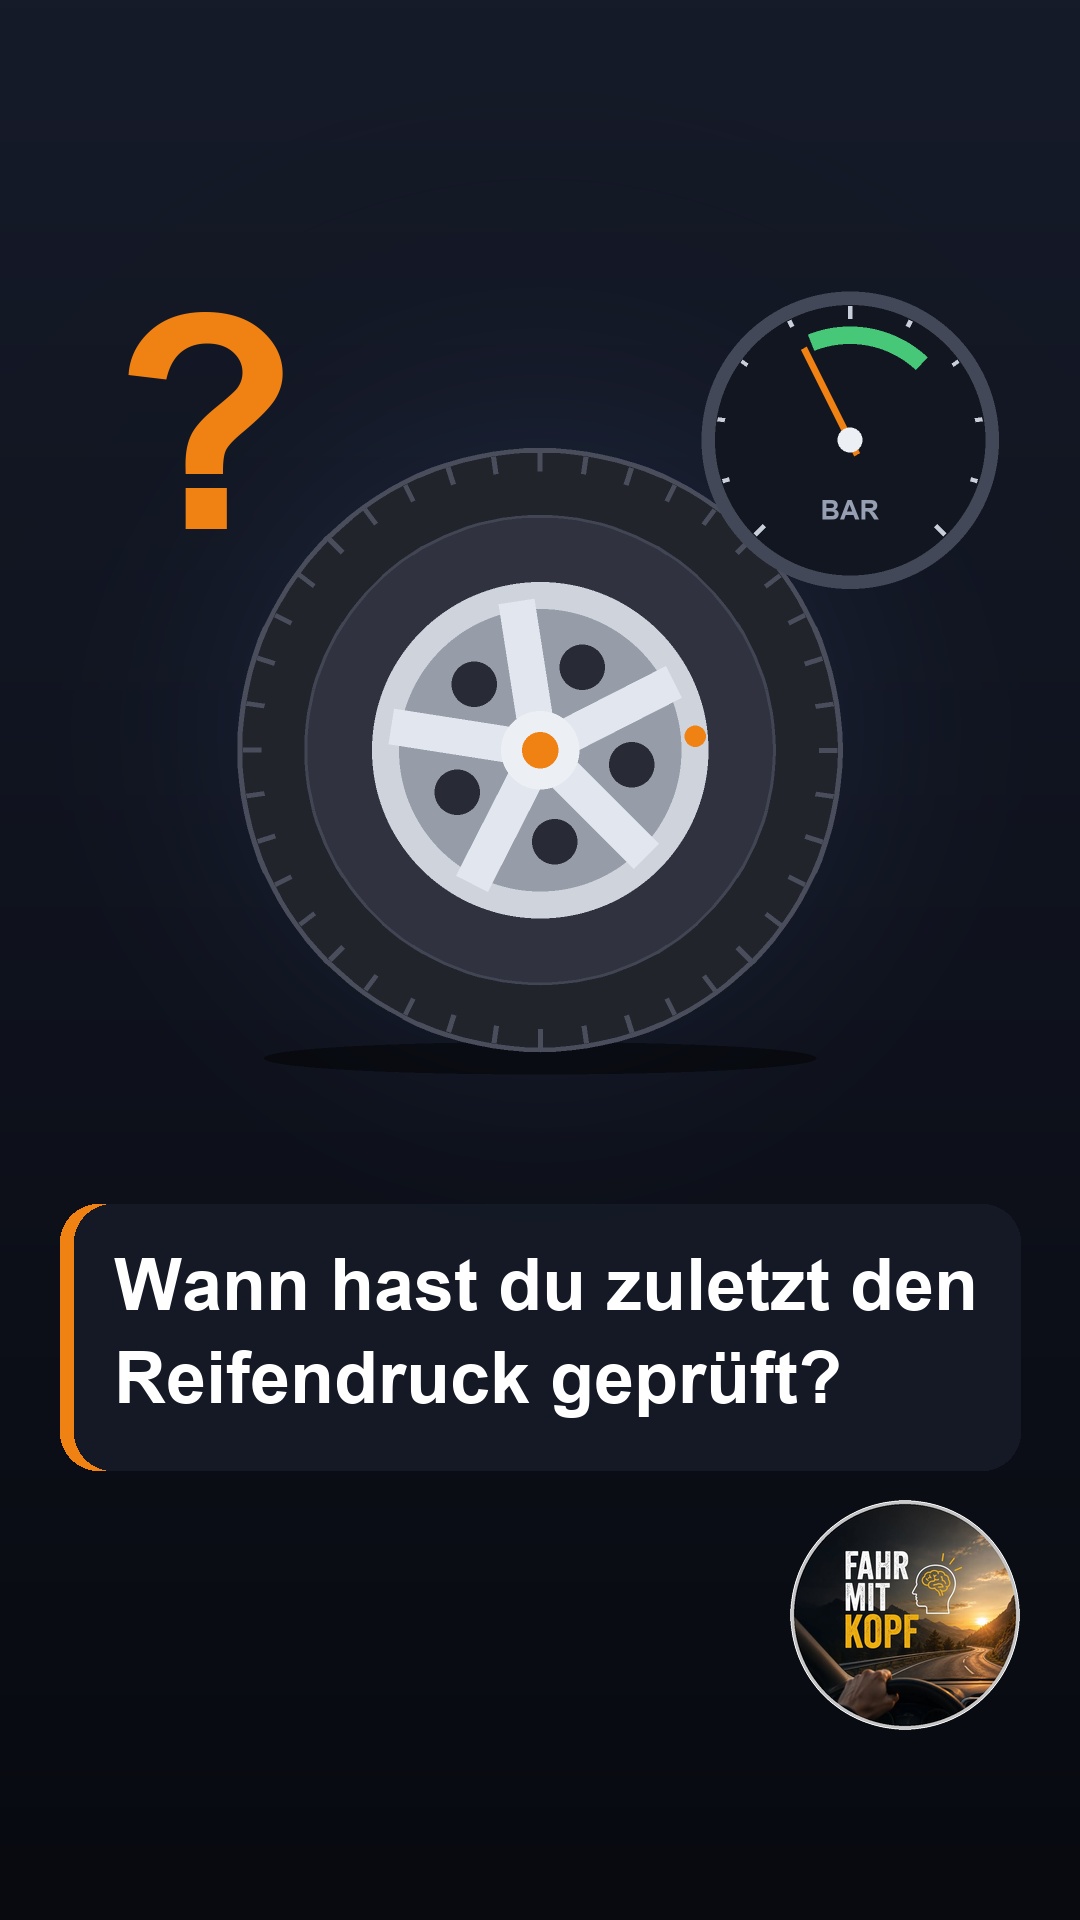 ?
BAR
Wann hast du zuletzt den
Reifendruck geprüft?
FAHR
MIT
KOPF